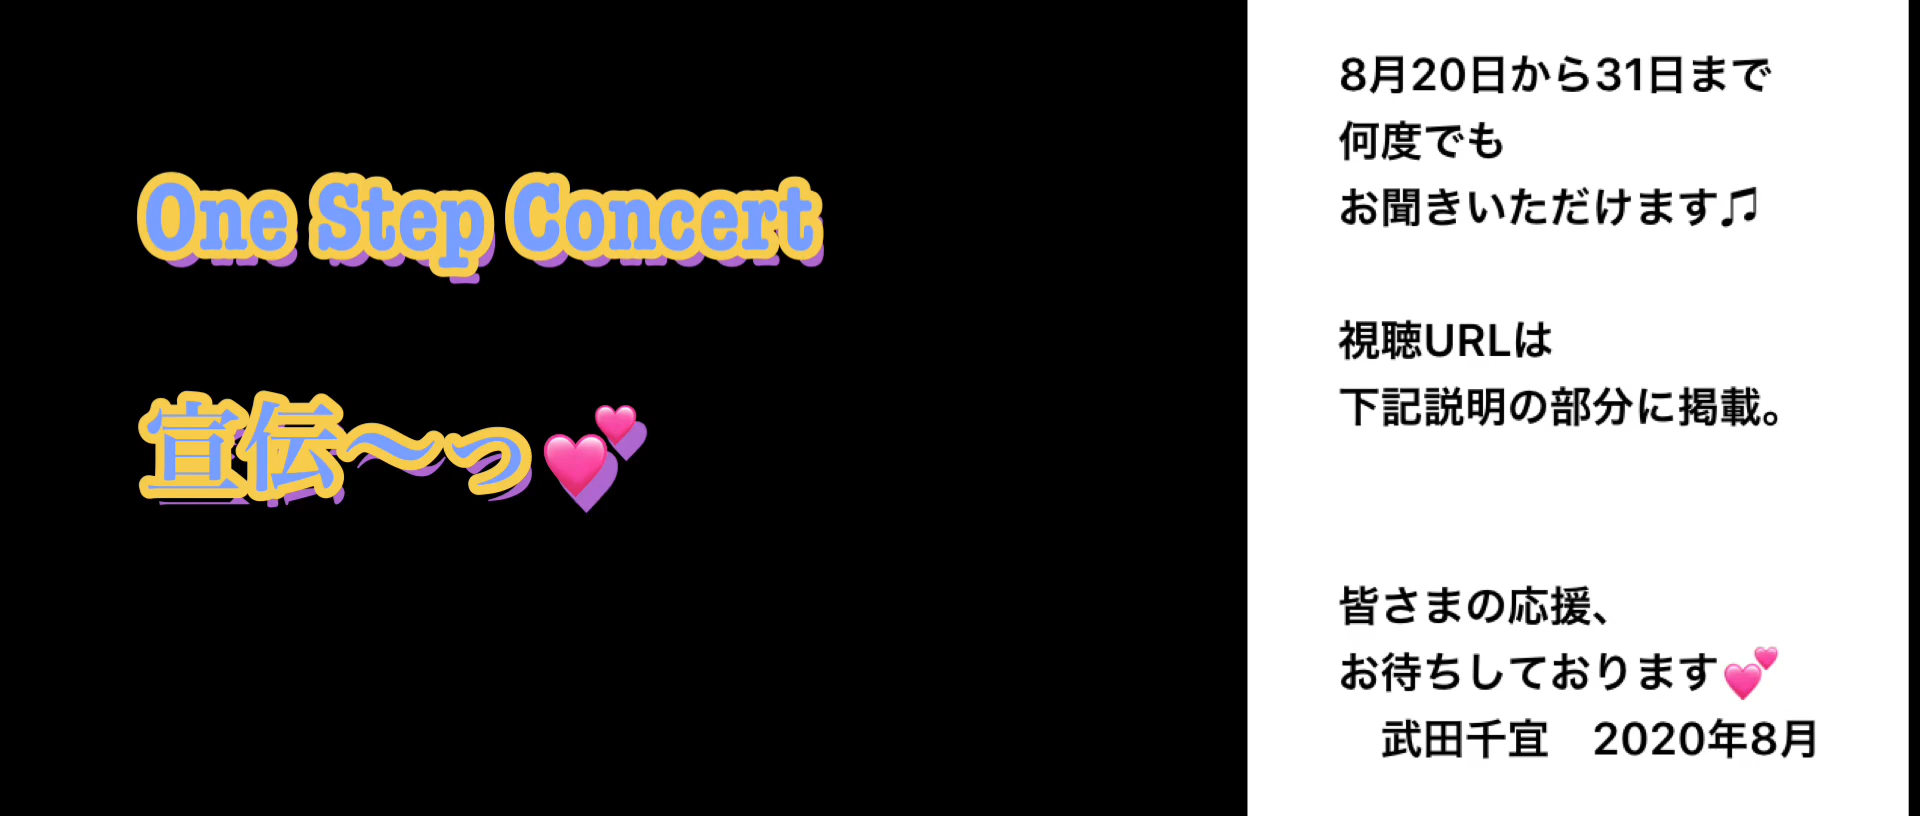 One Step Concert
宣伝〜っ💕
8月20日から31日まで
何度でも
お聞きいただけます♫
視聴URLは
下記説明の部分に掲載。
皆さまの応援、
お待ちしております💕
武田千宜　2020年8月